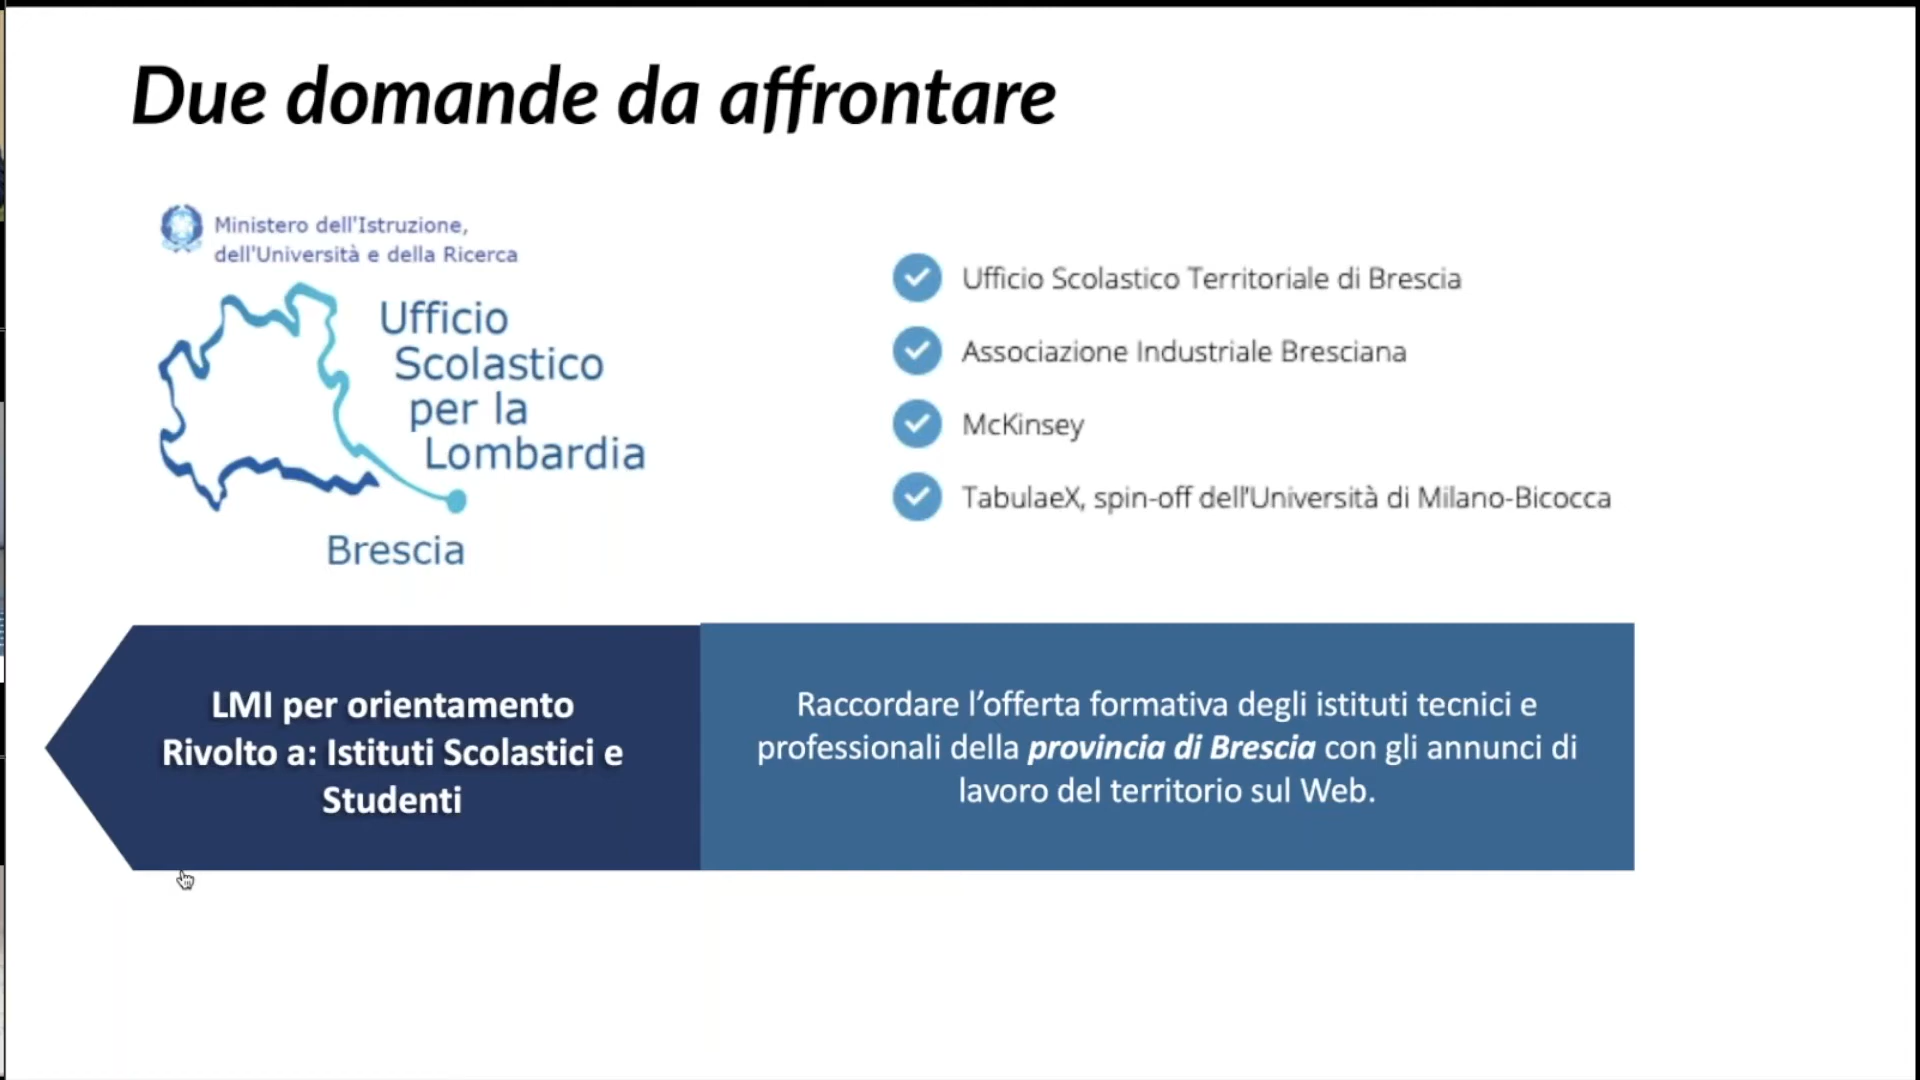 Due domande da affrontare
Ministero dell'Istruzione,
dell'Università e della Ricerca
Ufficio
Scolastico
per la
Lombardia
Brescia
Ufficio Scolastico Territoriale di Brescia
Associazione Industriale Bresciana
McKinsey
TabulaeX, spin-off dell'Università di Milano-Bicocca
LMI per orientamento
Rivolto a: Istituti Scolastici e
Studenti
Raccordare l’offerta formativa degli istituti tecnici e
professionali della provincia di Brescia con gli annunci di
lavoro del territorio sul Web.